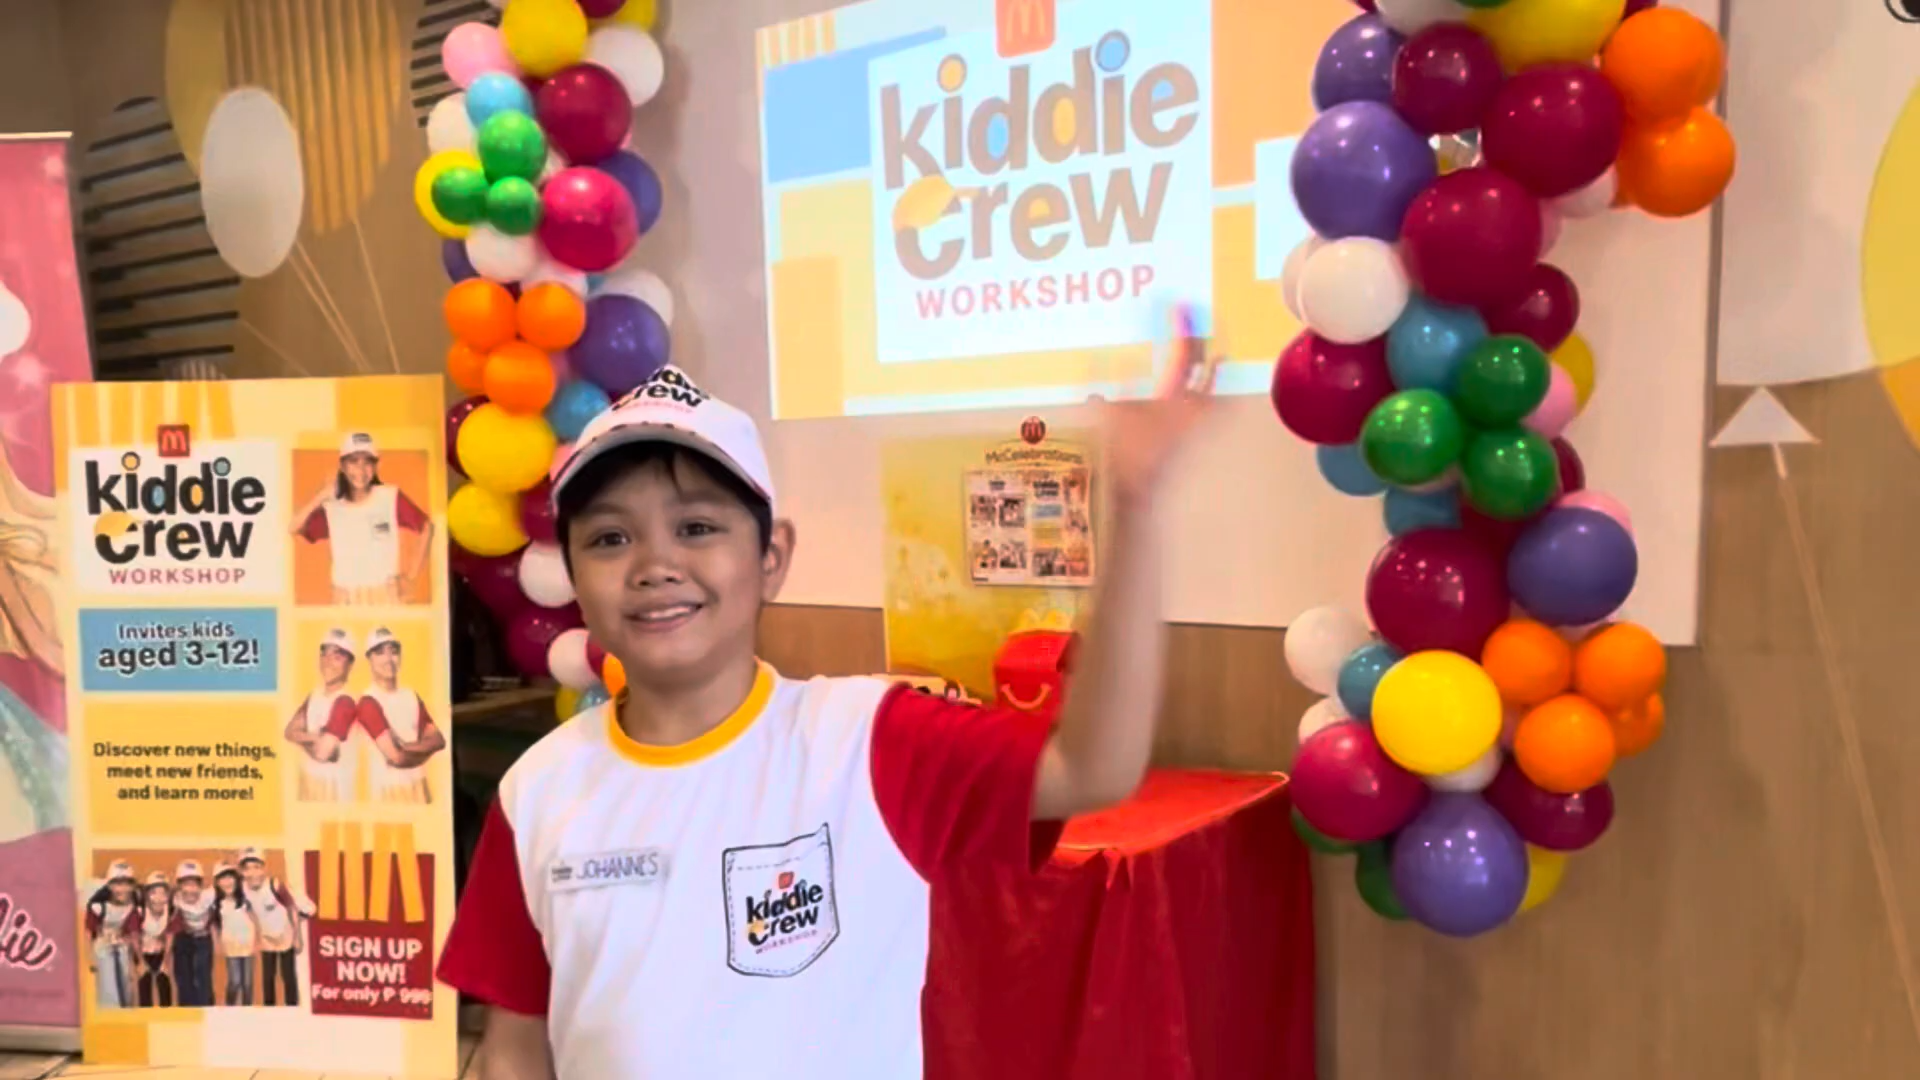 kiddie
crew
WORKSHOP
kiddie
crew
WORKSHOP
Invites kids
aged 3-12!
Discover new things,
meet new friends,
and learn more!
SIGN UP
NOW!
For only ₱ 999
crew
McCelebrations
JOHANNES
kiddie
crew
WORKSHOP